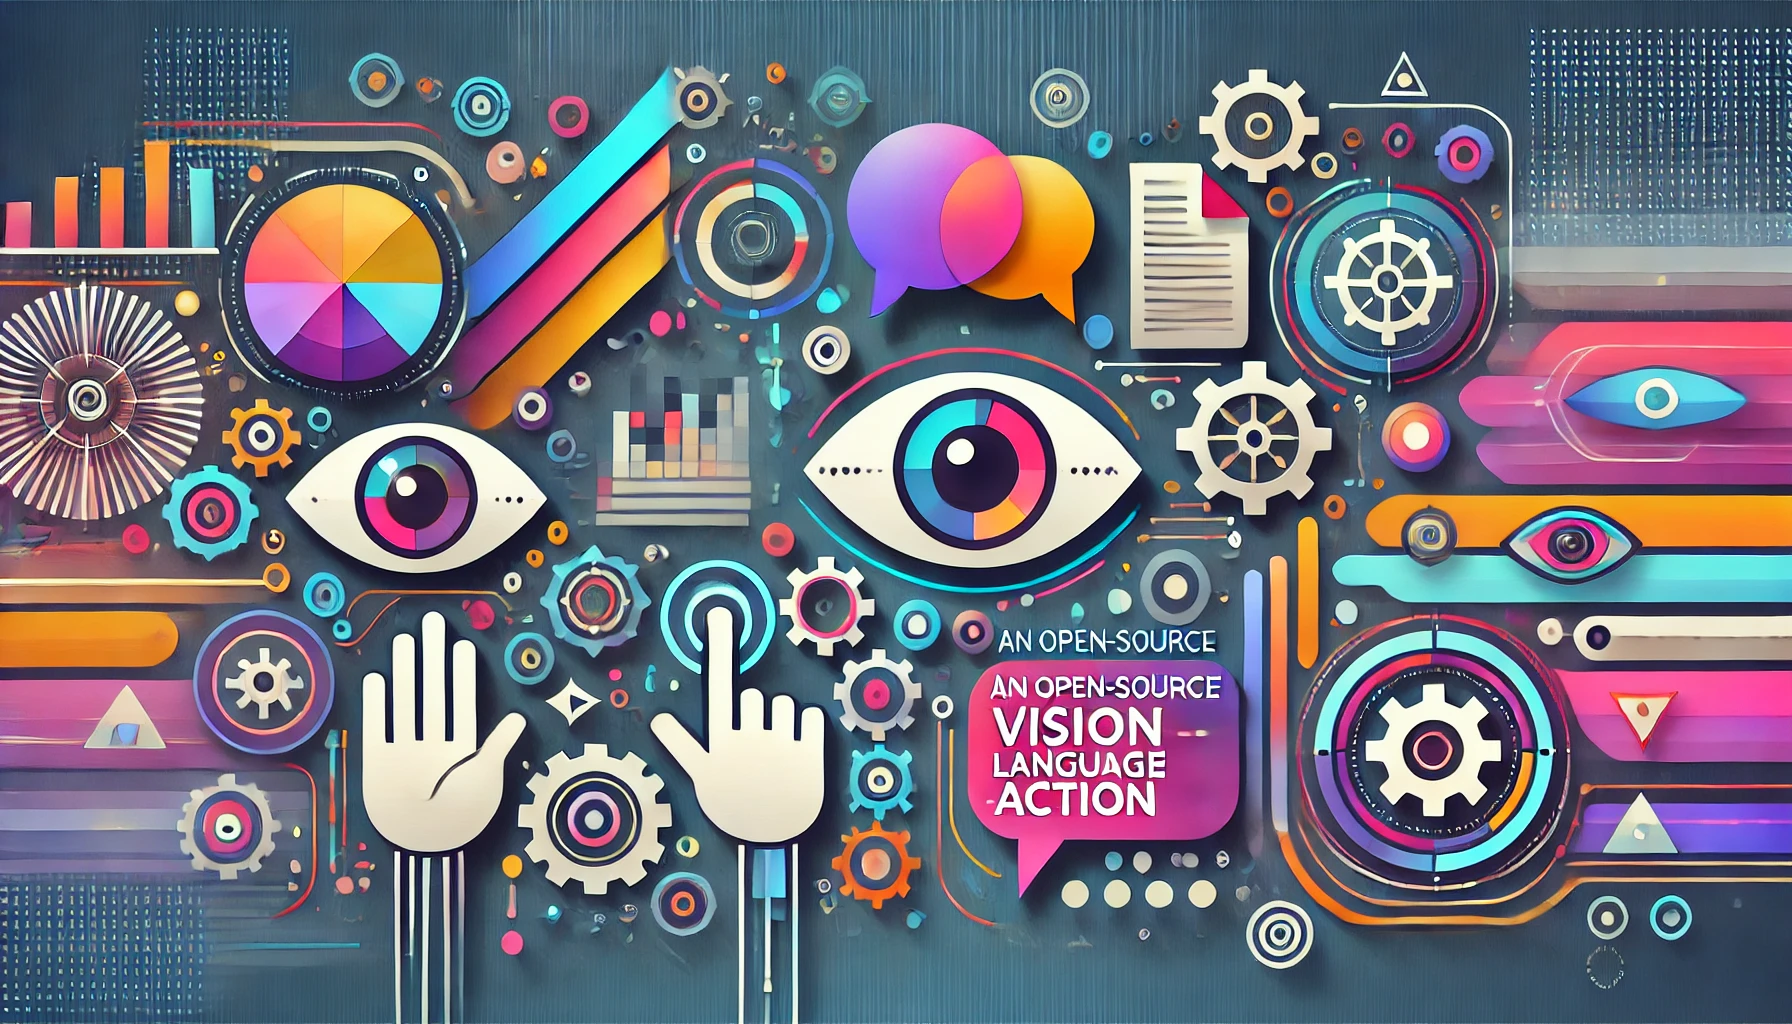 AN OPEN-SOURCE
AN OPEN-SOURCE
VISION
LANGUAGE
ACTION